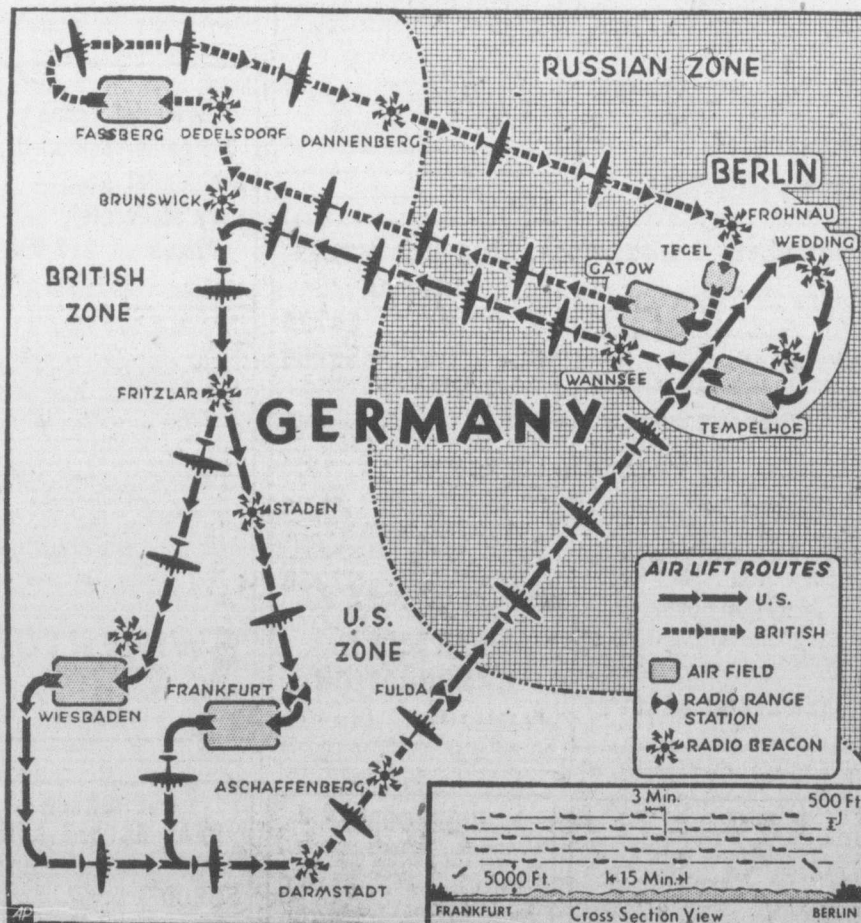 RUSSIAN ZONE
FASSBERG
DEDELSDORF
DANNENBERG
BERLIN
BRUNSWICK
FROHNAU
TEGEL
WEDDING
GATOW
BRITISH
ZONE
WANNSEE
FRITZLAR
GERMANY
TEMPELHOF
STADEN
AIR LIFT ROUTES
U.S.
BRITISH
AIR FIELD
RADIO RANGE
STATION
RADIO BEACON
U.S.
ZONE
FRANKFURT
FULDA
WIESBADEN
ASCHAFFENBERG
DARMSTADT
3 Min.
500 Ft.
5000 Ft.
15 Min.
FRANKFURT
Cross Section View
BERLIN
AP